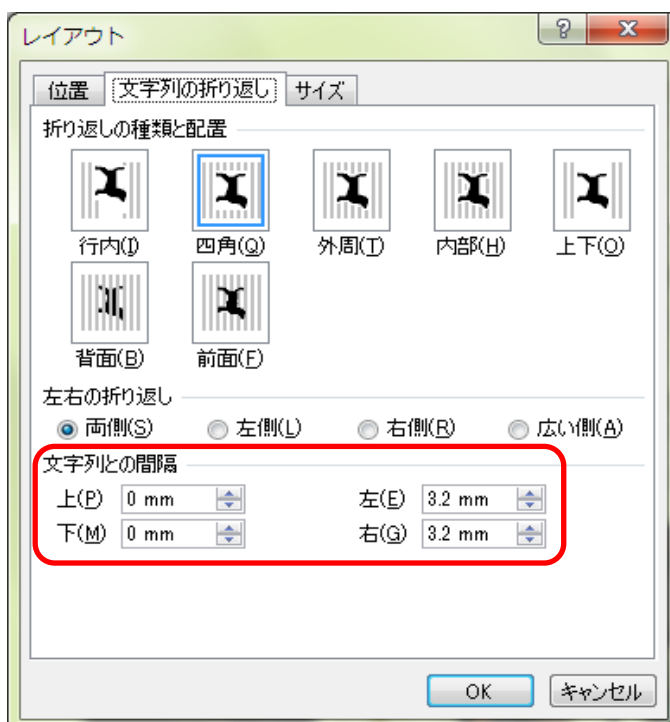 レイアウト
位置 文字列の折り返し サイズ
折り返しの種類と配置
行内(I) 四角(Q) 外周(T) 内部(H) 上下(O)
背面(B) 前面(F)
左右の折り返し
両側(S) 左側(L) 右側(R) 広い側(A)
文字列との間隔
上(P) 0 mm 左(E) 3.2 mm
下(M) 0 mm 右(G) 3.2 mm
OK キャンセル